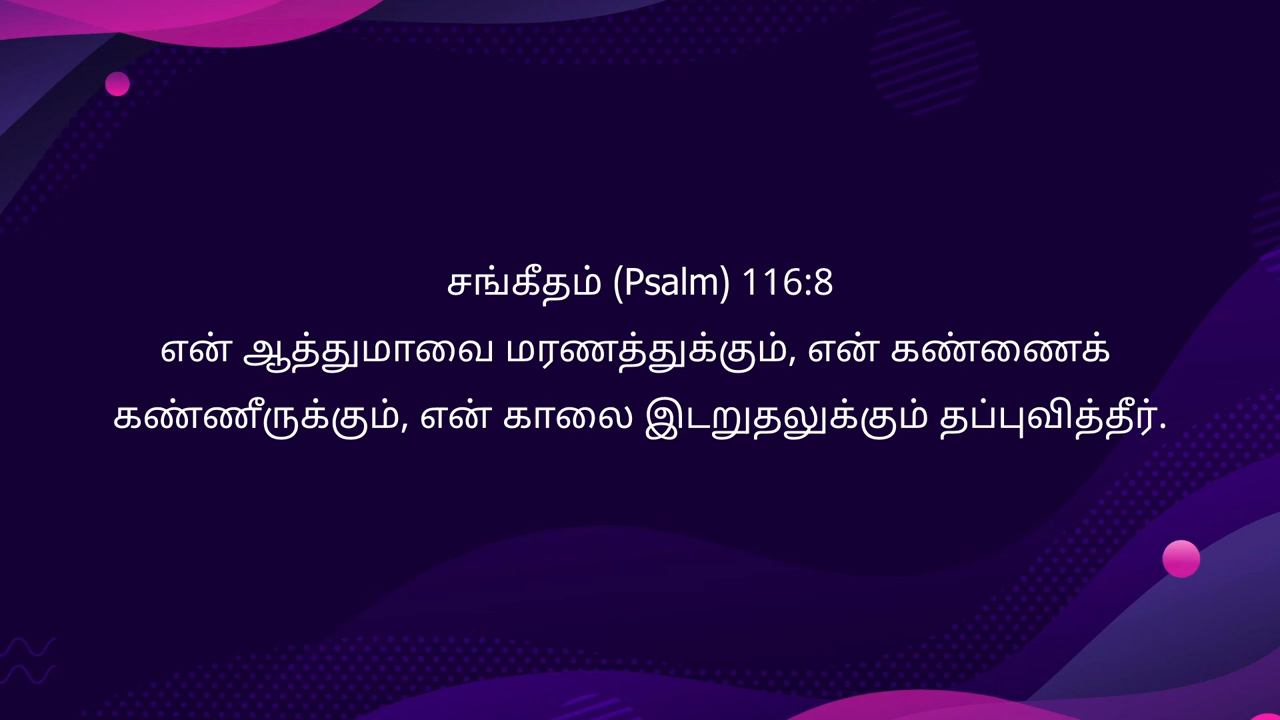 சங்கீதம் (Psalm) 116:8
என் ஆத்துமாவை மரணத்துக்கும், என் கண்ணைக்
கண்ணீருக்கும், என் காலை இடறுதலுக்கும் தப்புவித்தீர்.